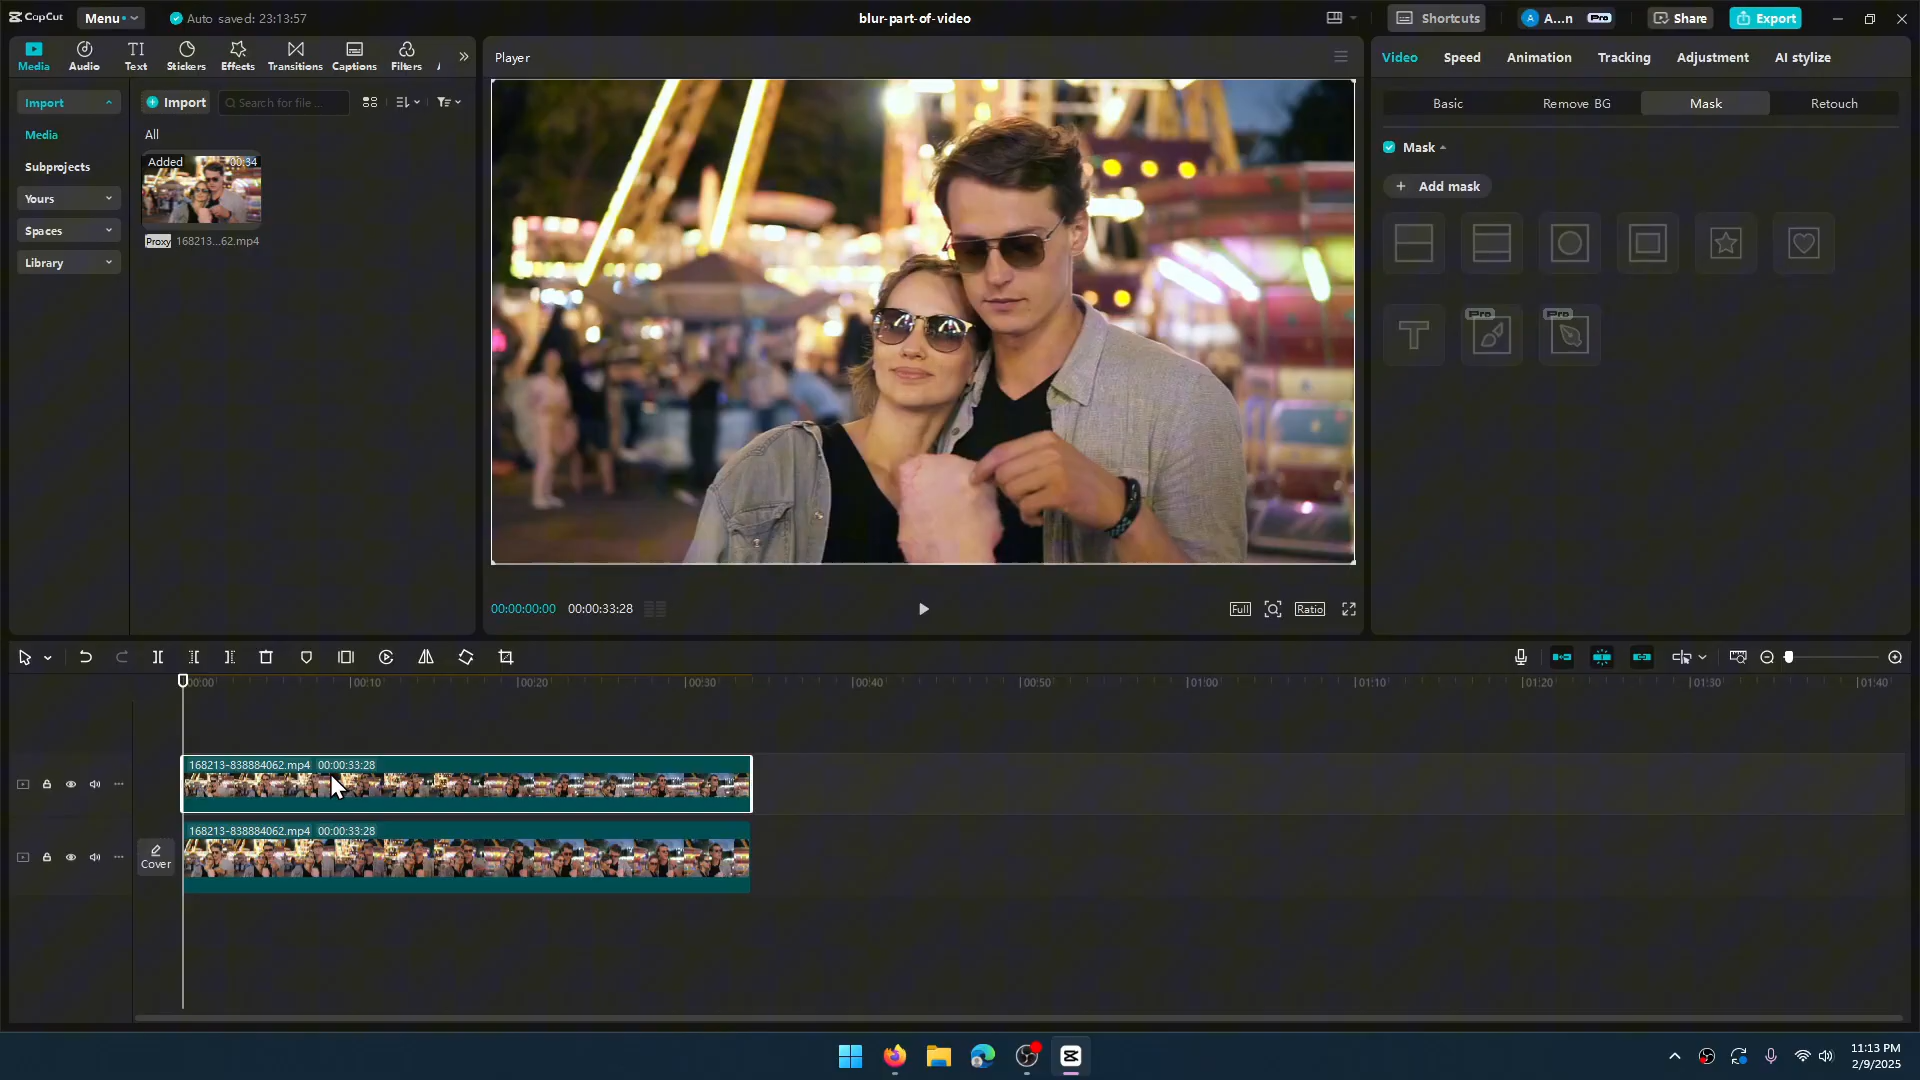 CapCut
Menu
Auto saved: 23:13:57
blur-part-of-video
Shortcuts
A...n
Pro
Share
Export
Media
Audio
Text
Stickers
Effects
Transitions
Captions
Filters
Import
Media
Subprojects
Yours
Spaces
Library
Import
Search for file ...
All
Added
00:34
Proxy
168213...62.mp4
Player
00:00:00:00
00:00:33:28
Full
Ratio
Video
Speed
Animation
Tracking
Adjustment
AI stylize
Basic
Remove BG
Mask
Retouch
Mask
Add mask
T
Pro
Pro
00:00
00:10
00:20
00:30
00:40
00:50
01:00
01:10
01:20
01:30
01:40
168213-838884062.mp4 00:00:33:28
168213-838884062.mp4 00:00:33:28
Cover
11:13 PM
2/9/2025